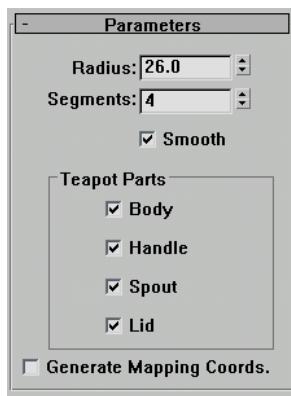 - Parameters
Radius: 26.0
Segments: 4
Smooth
Teapot Parts
Body
Handle
Spout
Lid
Generate Mapping Coords.